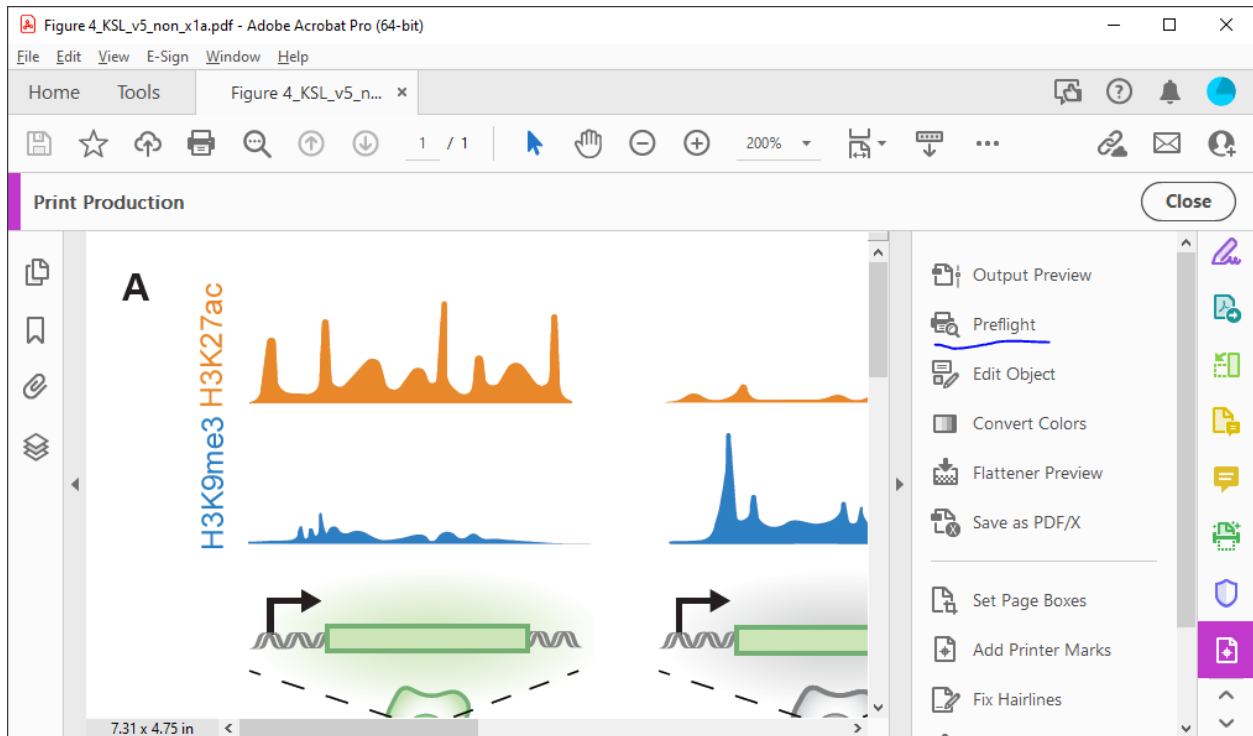 Figure 4_KSL_v5_non_x1a.pdf - Adobe Acrobat Pro (64-bit)
File Edit View E-Sign Window Help
Home Tools Figure 4_KSL_v5_n... ×
1 / 1 200%
Print Production Close
A
H3K27ac
H3K9me3
Output Preview
Preflight
Edit Object
Convert Colors
Flattener Preview
Save as PDF/X
Set Page Boxes
Add Printer Marks
Fix Hairlines
7.31 x 4.75 in